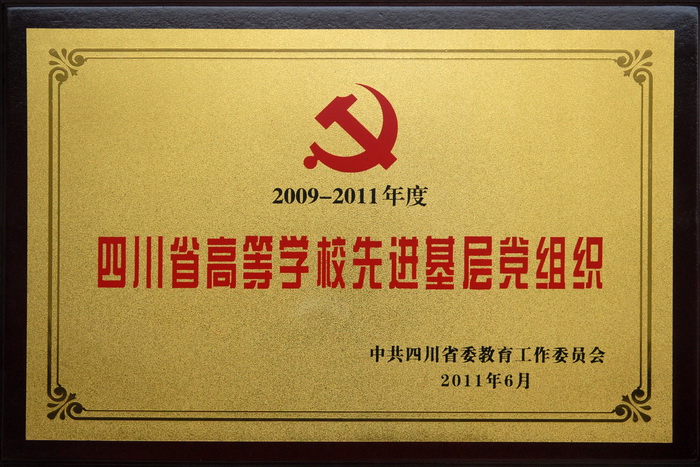 2009-2011年度
四川省高等学校先进基层党组织
中共四川省委教育工作委员会
2011年6月